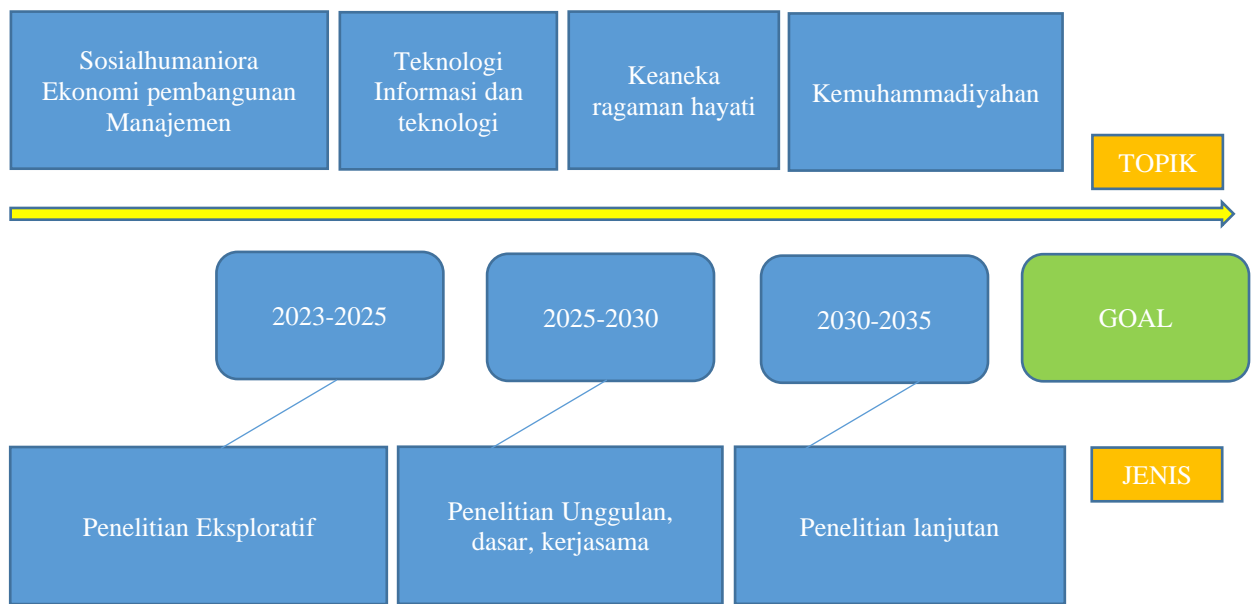 Sosialhumaniora
Ekonomi pembangunan
Manajemen
Teknologi
Informasi dan
teknologi
Keaneka
ragaman hayati
Kemuhammadiyahan
TOPIK
2023-2025
2025-2030
2030-2035
GOAL
Penelitian Eksploratif
Penelitian Unggulan,
dasar, kerjasama
Penelitian lanjutan
JENIS